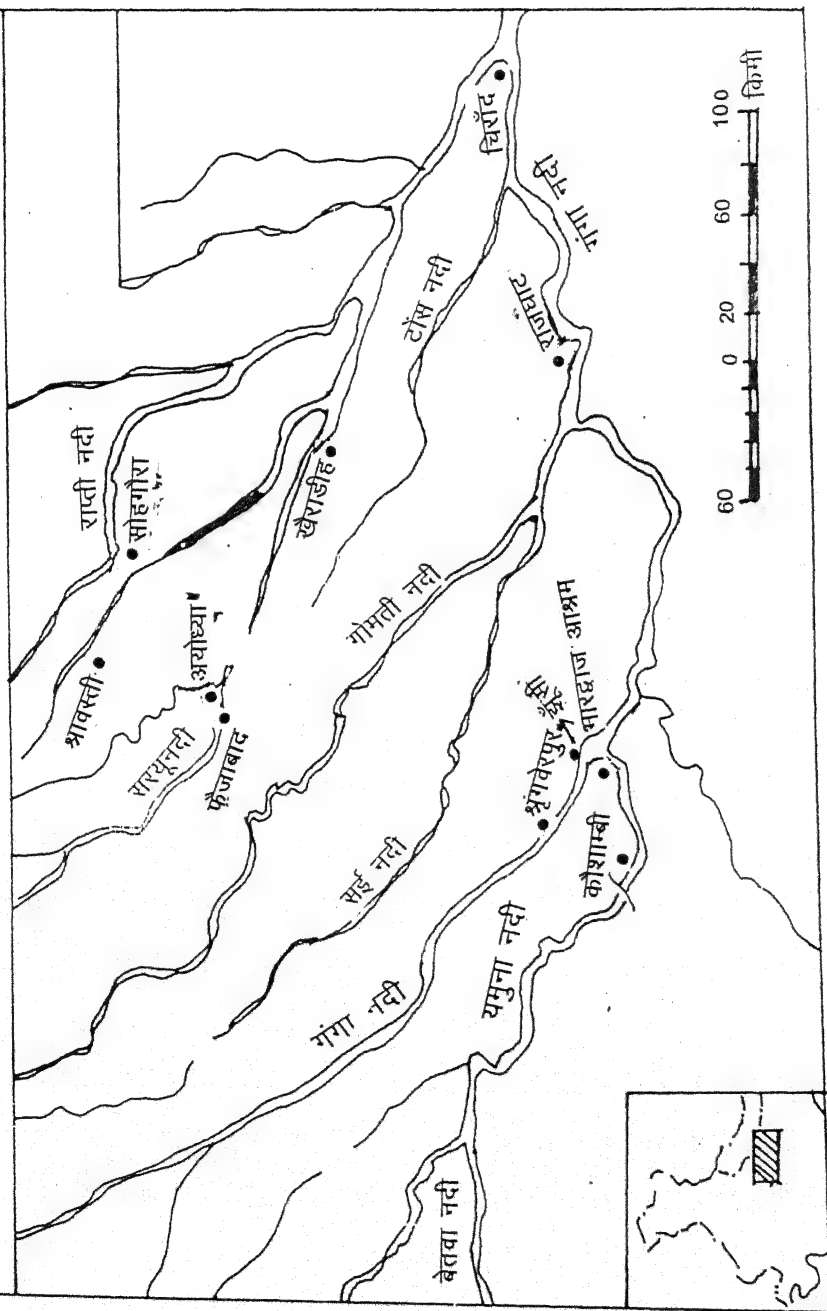 राप्ती नदी
सोहगौरा
श्रावस्ती
अयोध्या
सरयू नदी
फैजाबाद
खैराडीह
टोंस नदी
चिराँद
गंगा नदी
राजघाट
गोमती नदी
सई नदी
गंगा नदी
श्रृंगवेरपुर
झूँसी
भारद्वाज आश्रम
कौशाम्बी
यमुना नदी
बेतवा नदी
60 0 20 60 100
किमी